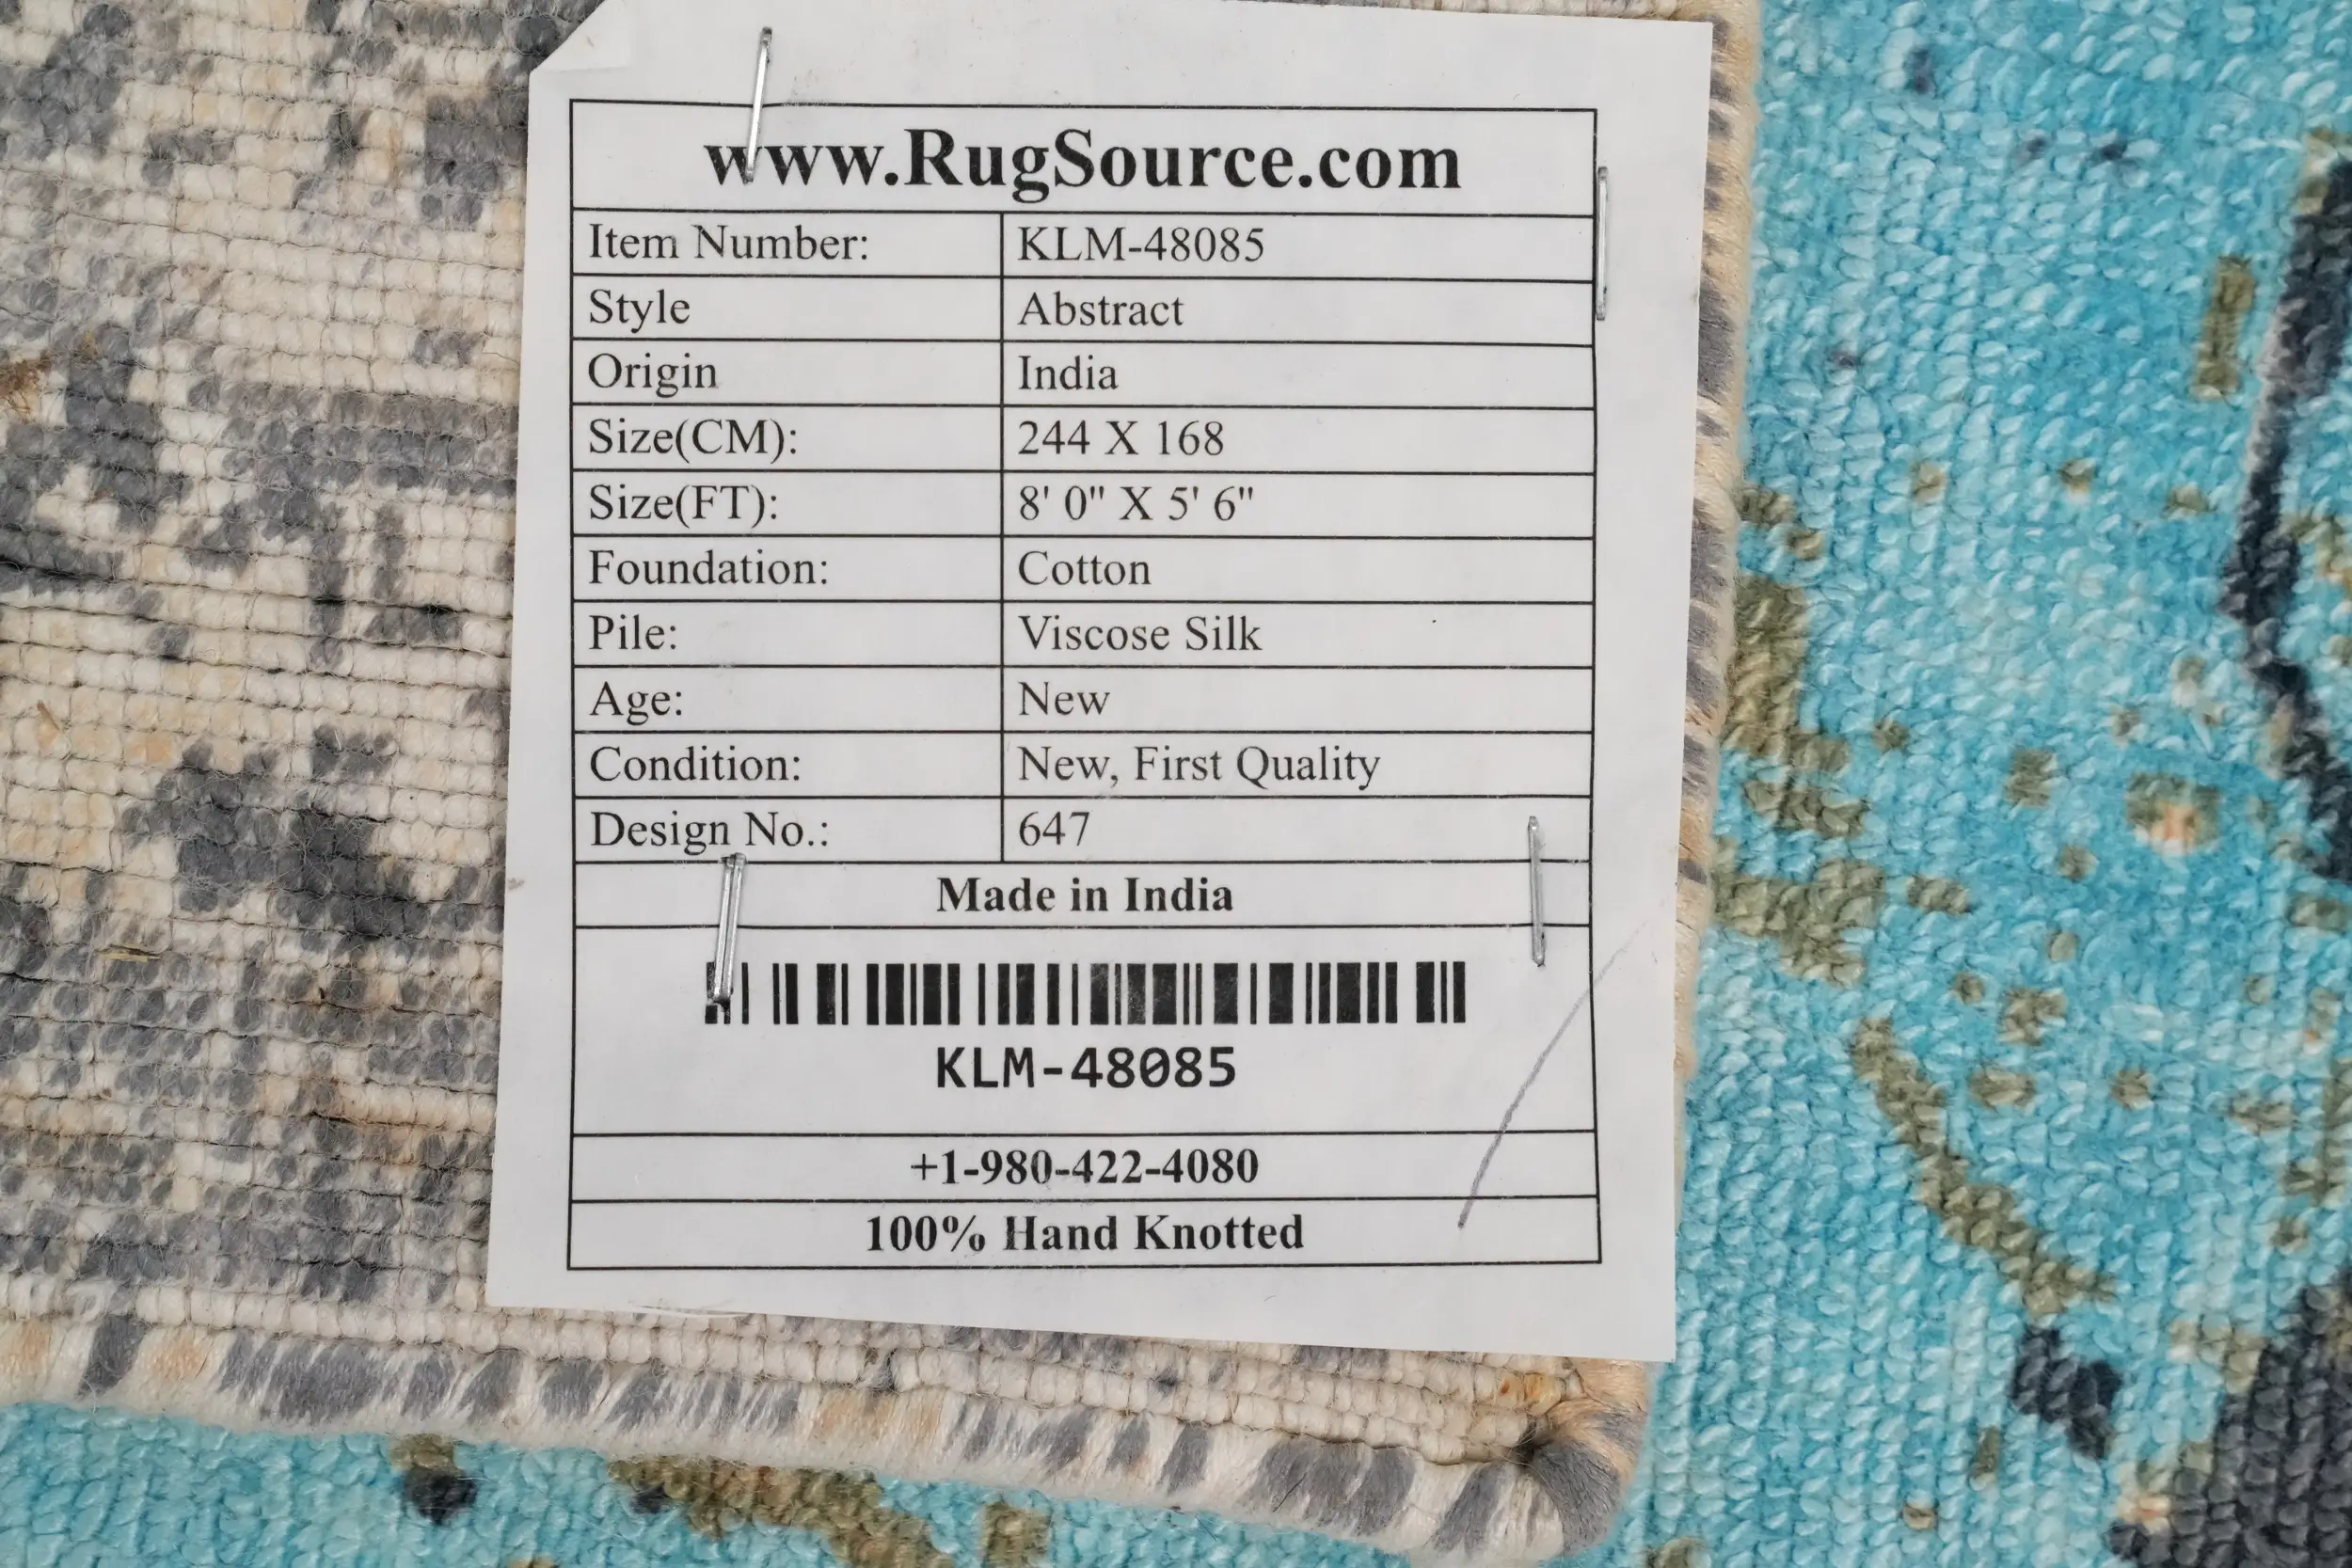 www.RugSource.com
Item Number: KLM-48085
Style Abstract
Origin India
Size(CM): 244 X 168
Size(FT): 8' 0" X 5' 6"
Foundation: Cotton
Pile: Viscose Silk
Age: New
Condition: New, First Quality
Design No.: 647
Made in India
KLM-48085
+1-980-422-4080
100% Hand Knotted